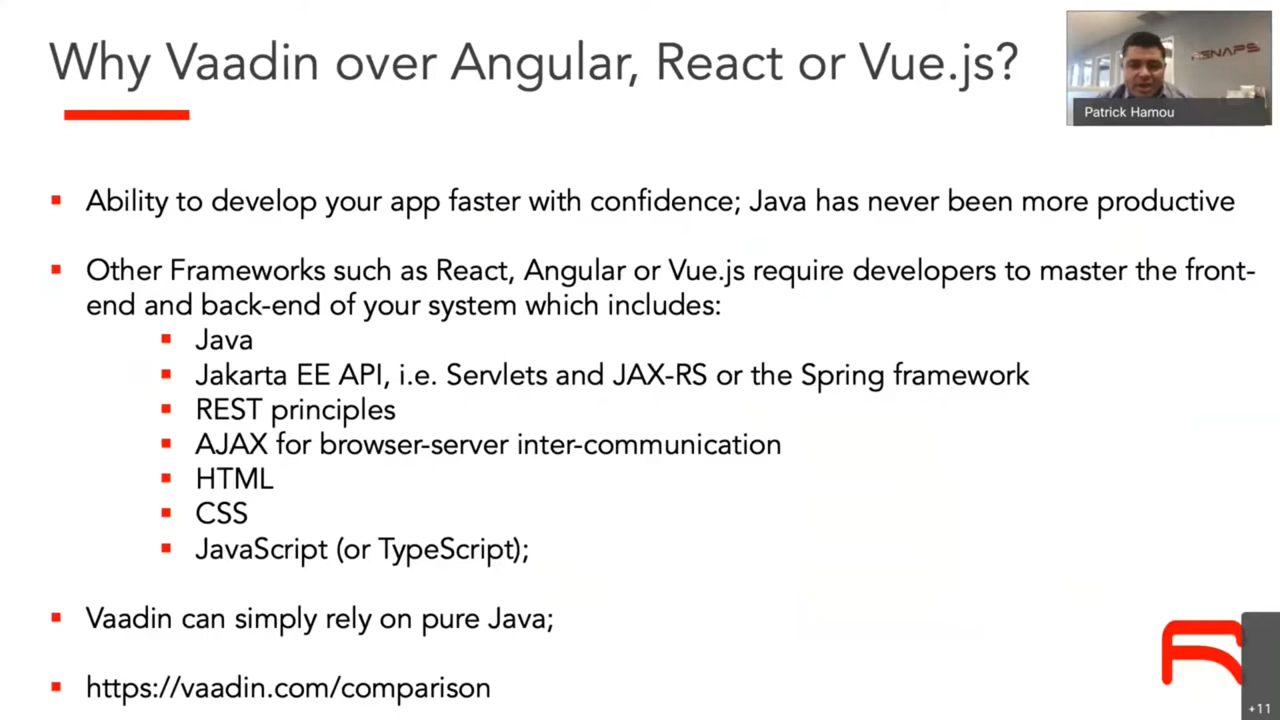 Why Vaadin over Angular, React or Vue.js?
Patrick Hamou
Ability to develop your app faster with confidence; Java has never been more productive
Other Frameworks such as React, Angular or Vue.js require developers to master the front-
end and back-end of your system which includes:
Java
Jakarta EE API, i.e. Servlets and JAX-RS or the Spring framework
REST principles
AJAX for browser-server inter-communication
HTML
CSS
JavaScript (or TypeScript);
Vaadin can simply rely on pure Java;
https://vaadin.com/comparison
+11